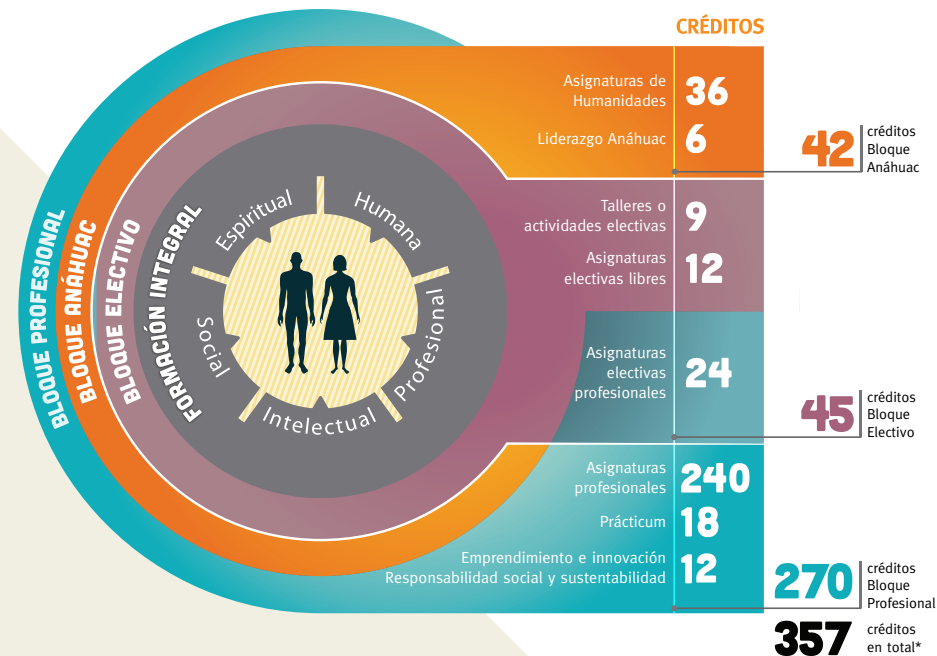 CRÉDITOS
Asignaturas de
Humanidades
36
Liderazgo Anáhuac
6
42
créditos
Bloque
Anáhuac
Talleres o
actividades electivas
9
Asignaturas
electivas libres
12
Asignaturas
electivas
profesionales
24
45
créditos
Bloque
Electivo
Asignaturas
profesionales
240
Prácticum
18
Emprendimiento e innovación
Responsabilidad social y sustentabilidad
12
270
créditos
Bloque
Profesional
357
créditos
en total*
BLOQUE PROFESIONAL
BLOQUE ANÁHUAC
BLOQUE ELECTIVO
FORMACIÓN INTEGRAL
Espiritual
Humana
Profesional
Intelectual
Social